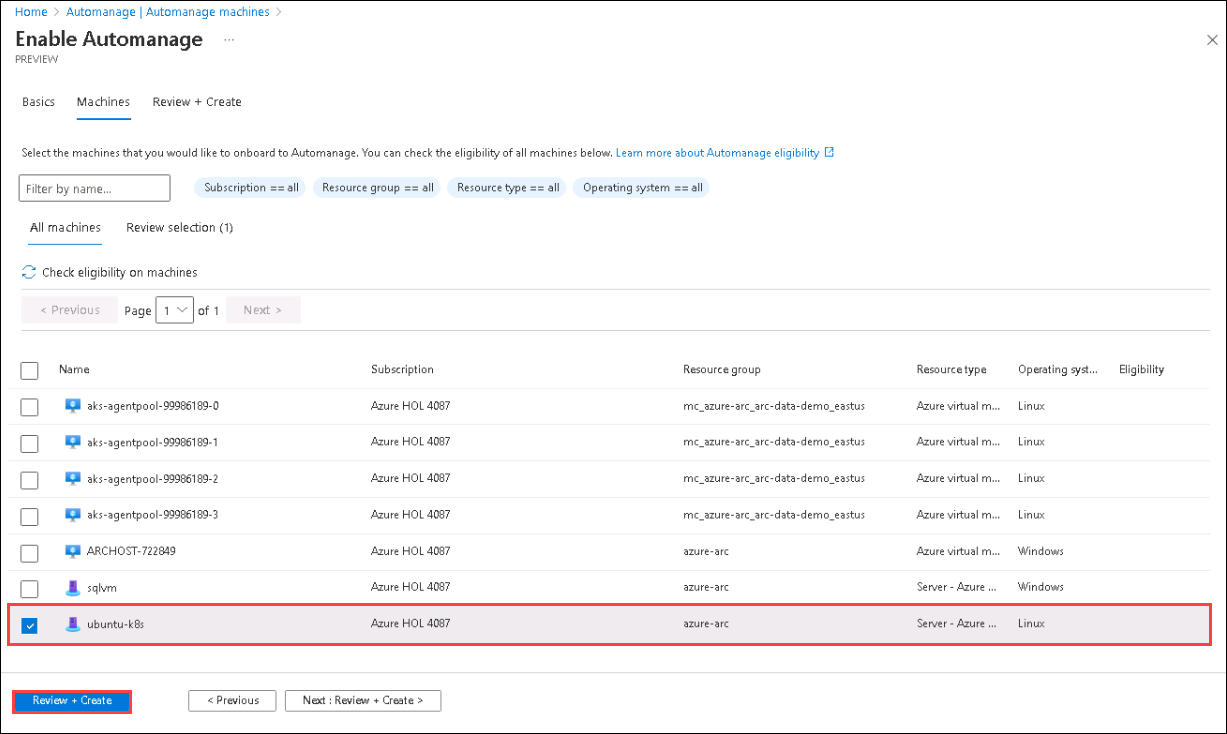 Home > Automanage | Automanage machines >
Enable Automanage ...
PREVIEW
Basics Machines Review + Create
Select the machines that you would like to onboard to Automanage. You can check the eligibility of all machines below. Learn more about Automanage eligibility
Filter by name... Subscription == all Resource group == all Resource type == all Operating system == all
All machines Review selection (1)
Check eligibility on machines
< Previous Page 1 of 1 Next >
Name Subscription Resource group Resource type Operating syst... Eligibility
aks-agentpool-99986189-0 Azure HOL 4087 mc_azure-arc_arc-data-demo_eastus Azure virtual m... Linux
aks-agentpool-99986189-1 Azure HOL 4087 mc_azure-arc_arc-data-demo_eastus Azure virtual m... Linux
aks-agentpool-99986189-2 Azure HOL 4087 mc_azure-arc_arc-data-demo_eastus Azure virtual m... Linux
aks-agentpool-99986189-3 Azure HOL 4087 mc_azure-arc_arc-data-demo_eastus Azure virtual m... Linux
ARCHOST-722849 Azure HOL 4087 azure-arc Azure virtual m... Windows
sqlvm Azure HOL 4087 azure-arc Server - Azure ... Windows
ubuntu-k8s Azure HOL 4087 azure-arc Server - Azure ... Linux
Review + Create < Previous Next : Review + Create >